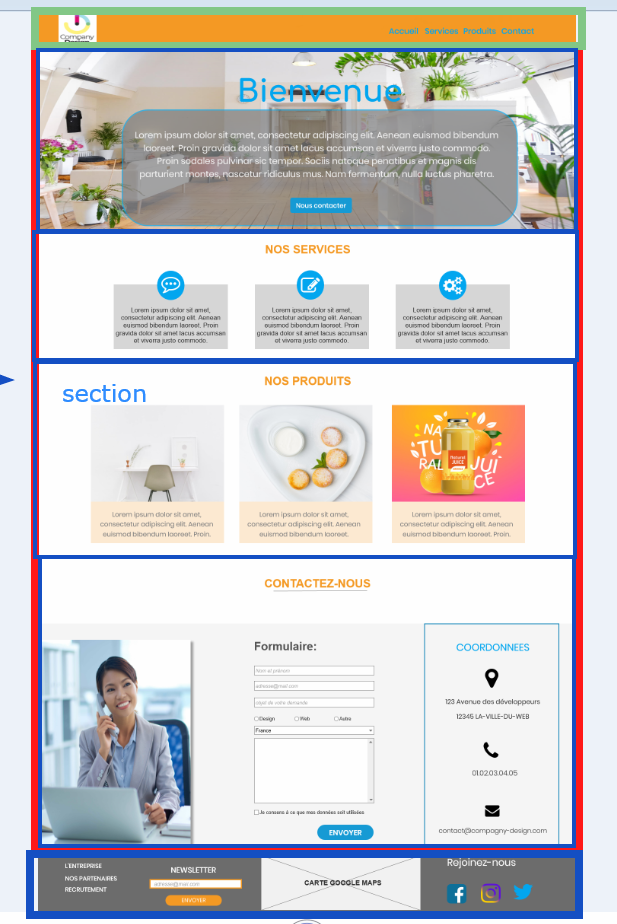 Company
Accueil Services Produits Contact
Bienvenue
Lorem ipsum dolor sit amet, consectetur adipiscing elit. Aenean euismod bibendum
laoreet. Proin gravida dolor sit amet lacus accumsan et viverra justo commodo.
Proin sodales pulvinar sic tempor. Sociis natoque penatibus et magnis dis
parturient montes, nascetur ridiculus mus. Nam fermentum, nulla luctus pharetra.
Nous contacter
NOS SERVICES
Lorem ipsum dolor sit amet,
consectetur adipiscing elit. Aenean
euismod bibendum laoreet. Proin
gravida dolor sit amet lacus accumsan
et viverra justo commodo.
Lorem ipsum dolor sit amet,
consectetur adipiscing elit. Aenean
euismod bibendum laoreet. Proin
gravida dolor sit amet lacus accumsan
et viverra justo commodo.
Lorem ipsum dolor sit amet,
consectetur adipiscing elit. Aenean
euismod bibendum laoreet. Proin
gravida dolor sit amet lacus accumsan
et viverra justo commodo.
NOS PRODUITS
section
NA
TU
RAL
JUI
CE
Natural
JUICE
Lorem ipsum dolor sit amet,
consectetur adipiscing elit. Aenean
euismod bibendum laoreet. Proin.
Lorem ipsum dolor sit amet,
consectetur adipiscing elit. Aenean
euismod bibendum laoreet.
Lorem ipsum dolor sit amet,
consectetur adipiscing elit. Aenean
euismod bibendum laoreet. Proin.
CONTACTEZ-NOUS
Formulaire:
Nom et prénom
adresse@mail.com
objet de votre demande
Design Web Autre
France
Je consens à ce que mes données soit utilisées
ENVOYER
COORDONNEES
123 Avenue des développeurs
12345 LA-VILLE-DU-WEB
01.02.03.04.05
contact@compagny-design.com
L'ENTREPRISE
NOS PARTENAIRES
RECRUTEMENT
NEWSLETTER
adresse@mail.com
ENVOYER
CARTE GOOGLE MAPS
Rejoinez-nous